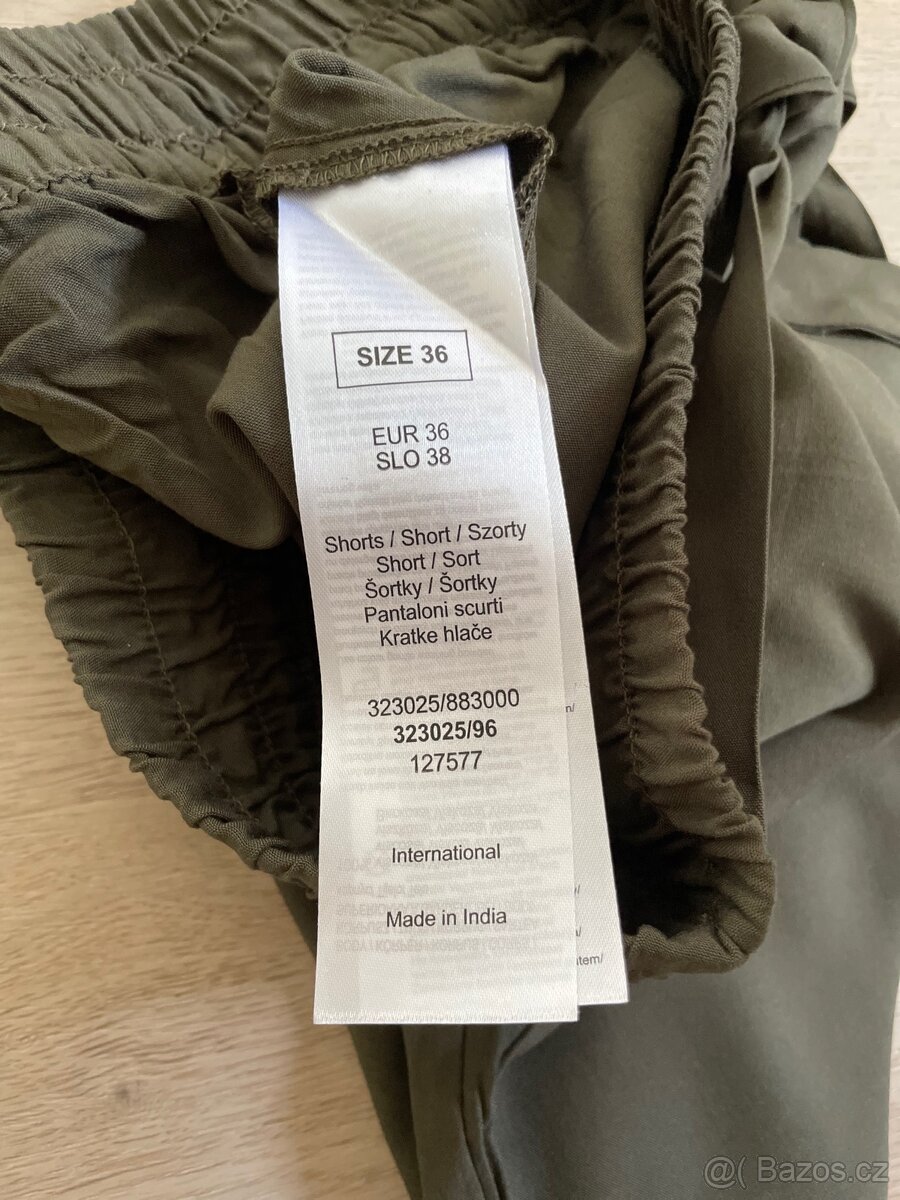 SIZE 36
EUR 36
SLO 38
Shorts / Short / Szorty
Short / Sort
Šortky / Šortky
Pantaloni scurti
Kratke hlače
323025/883000
323025/96
127577
International
Made in India
n/
/
/
item/
@( Bazos.cz